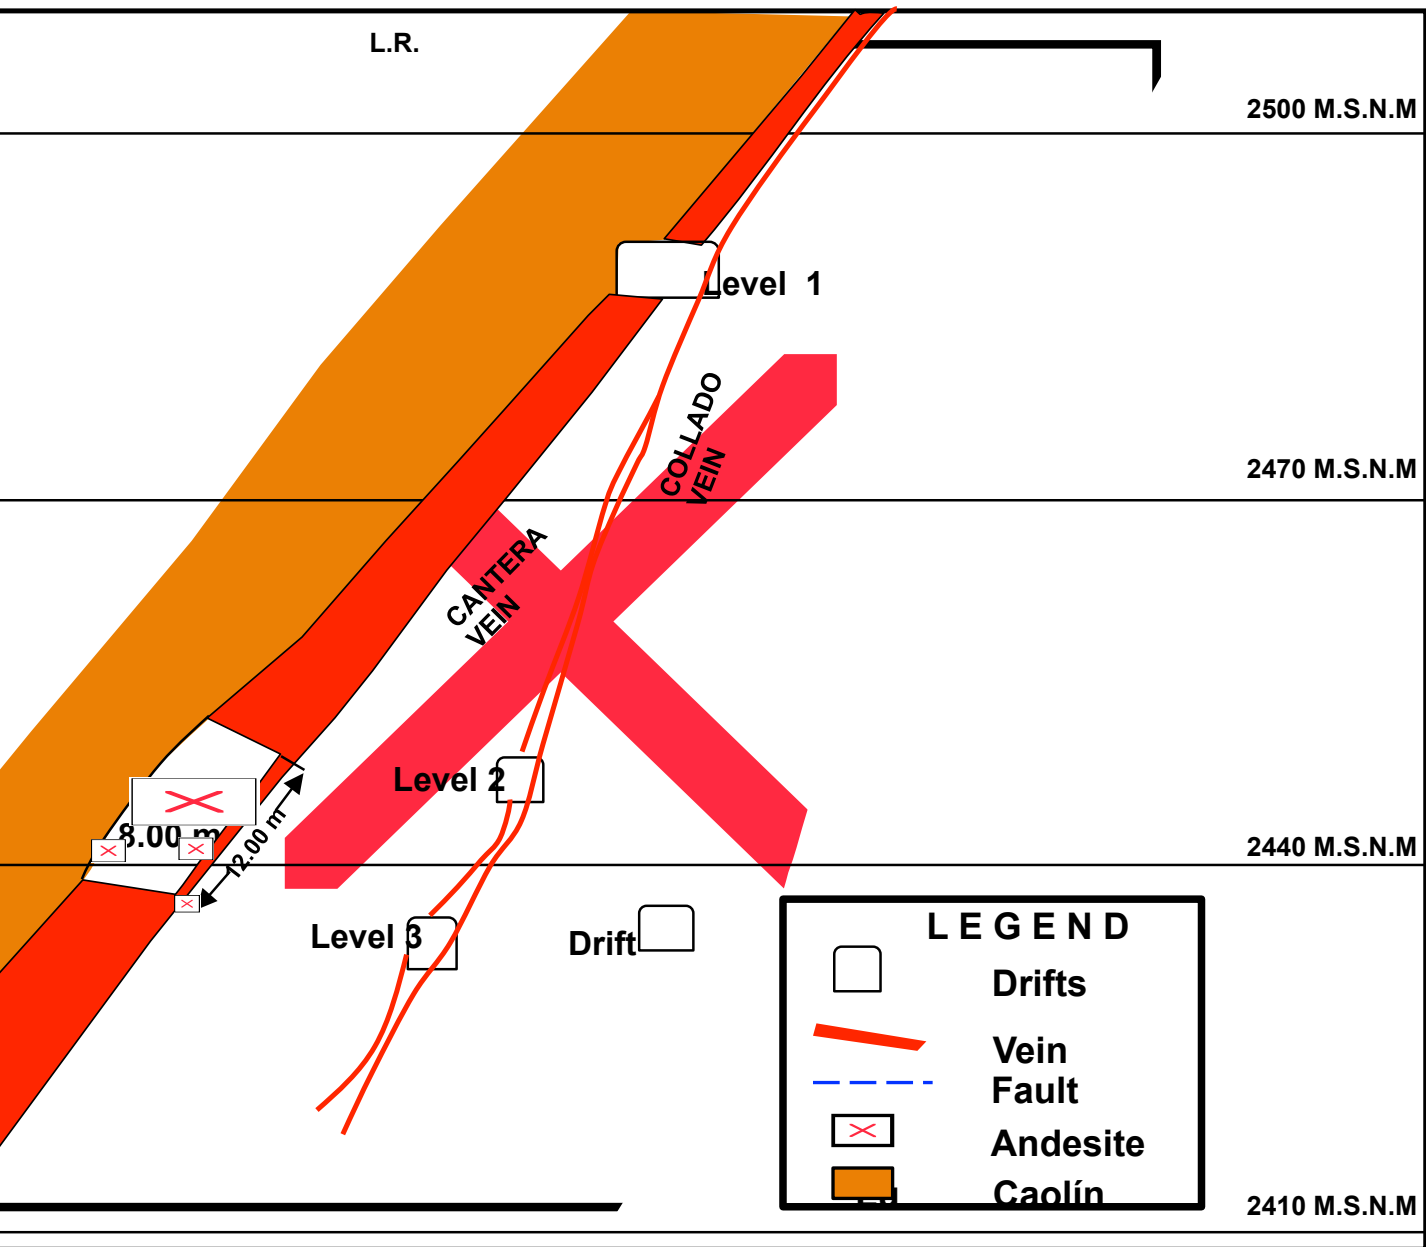 L.R.
2500 M.S.N.M
Level 1
COLLADO
VEIN
2470 M.S.N.M
CANTERA
VEIN
Level 2
8.00 m
12.00 m
2440 M.S.N.M
Level 3
Drift
LEGEND
Drifts
Vein
Fault
Andesite
Caolín
2410 M.S.N.M